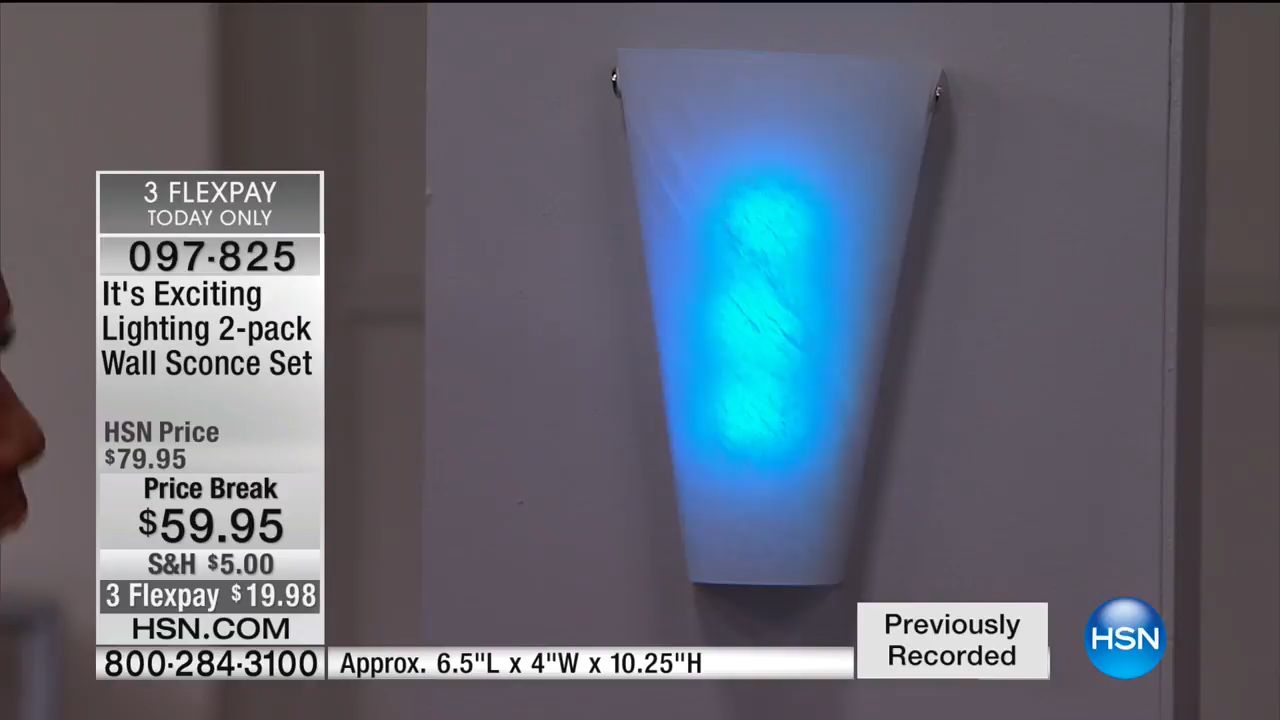 3 FLEXPAY
TODAY ONLY
097·825
It's Exciting
Lighting 2-pack
Wall Sconce Set
HSN Price
$79.95
Price Break
$59.95
S&H $5.00
3 Flexpay $19.98
HSN.COM
800·284·3100
Approx. 6.5"L x 4"W x 10.25"H
Previously
Recorded
HSN